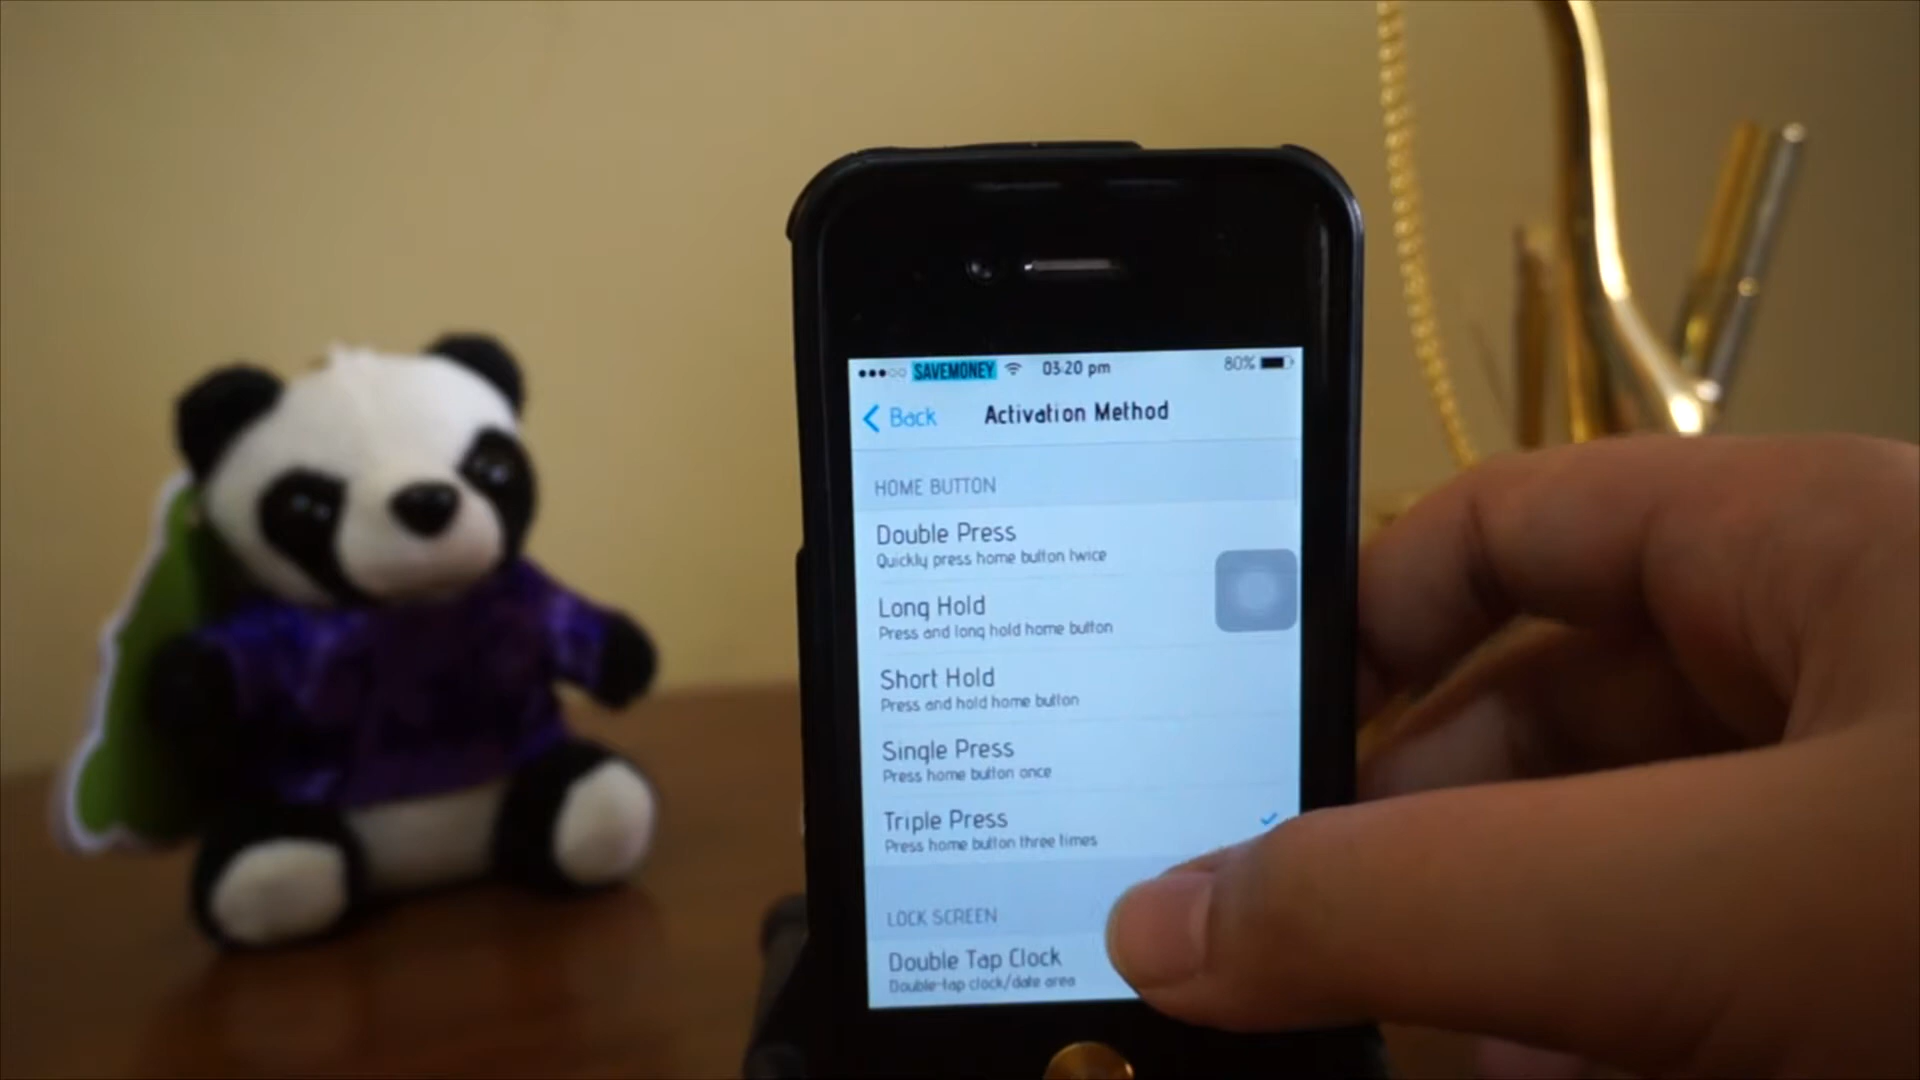 SAVEMONEY 03:20 pm 80%
Back Activation Method
HOME BUTTON
Double Press
Quickly press home button twice
Long Hold
Press and long hold home button
Short Hold
Press and hold home button
Single Press
Press home button once
Triple Press
Press home button three times
LOCK SCREEN
Double Tap Clock
Double-tap clock/date area